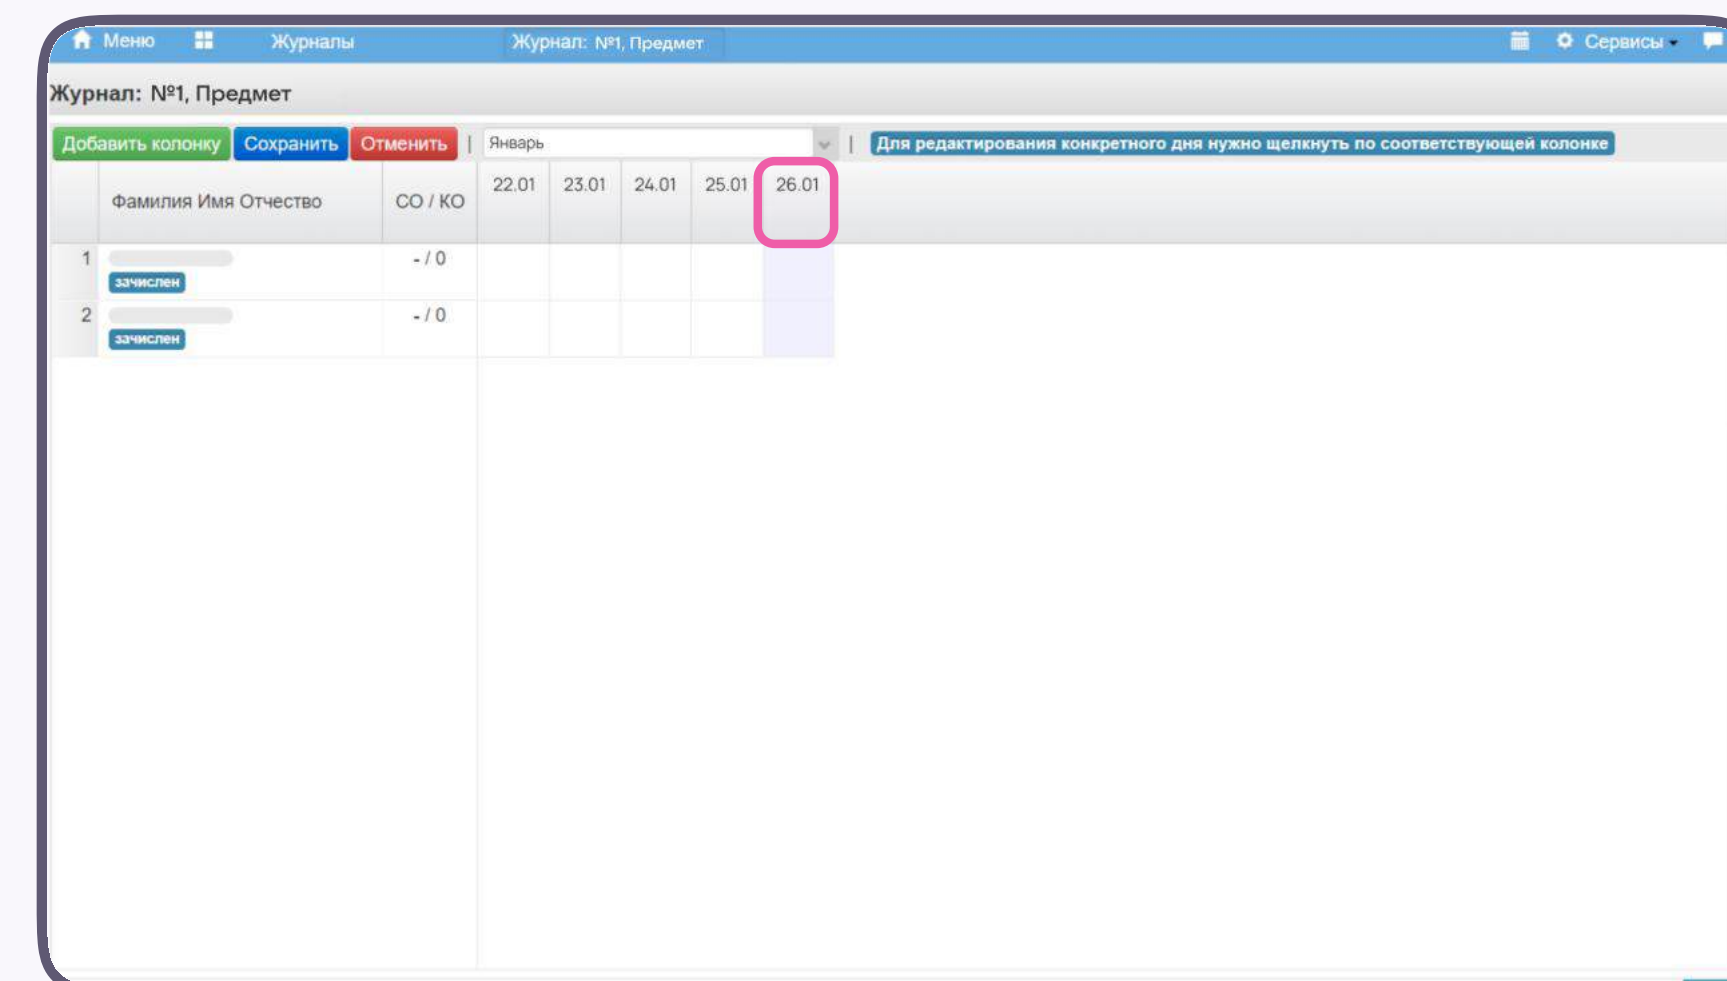 Меню Журналы Журнал: №1, Предмет Сервисы
Журнал: №1, Предмет
Добавить колонку Сохранить Отменить | Январь | Для редактирования конкретного дня нужно щелкнуть по соответствующей колонке
Фамилия Имя Отчество СО / КО 22.01 23.01 24.01 25.01 26.01
1 - / 0
зачислен
2 - / 0
зачислен